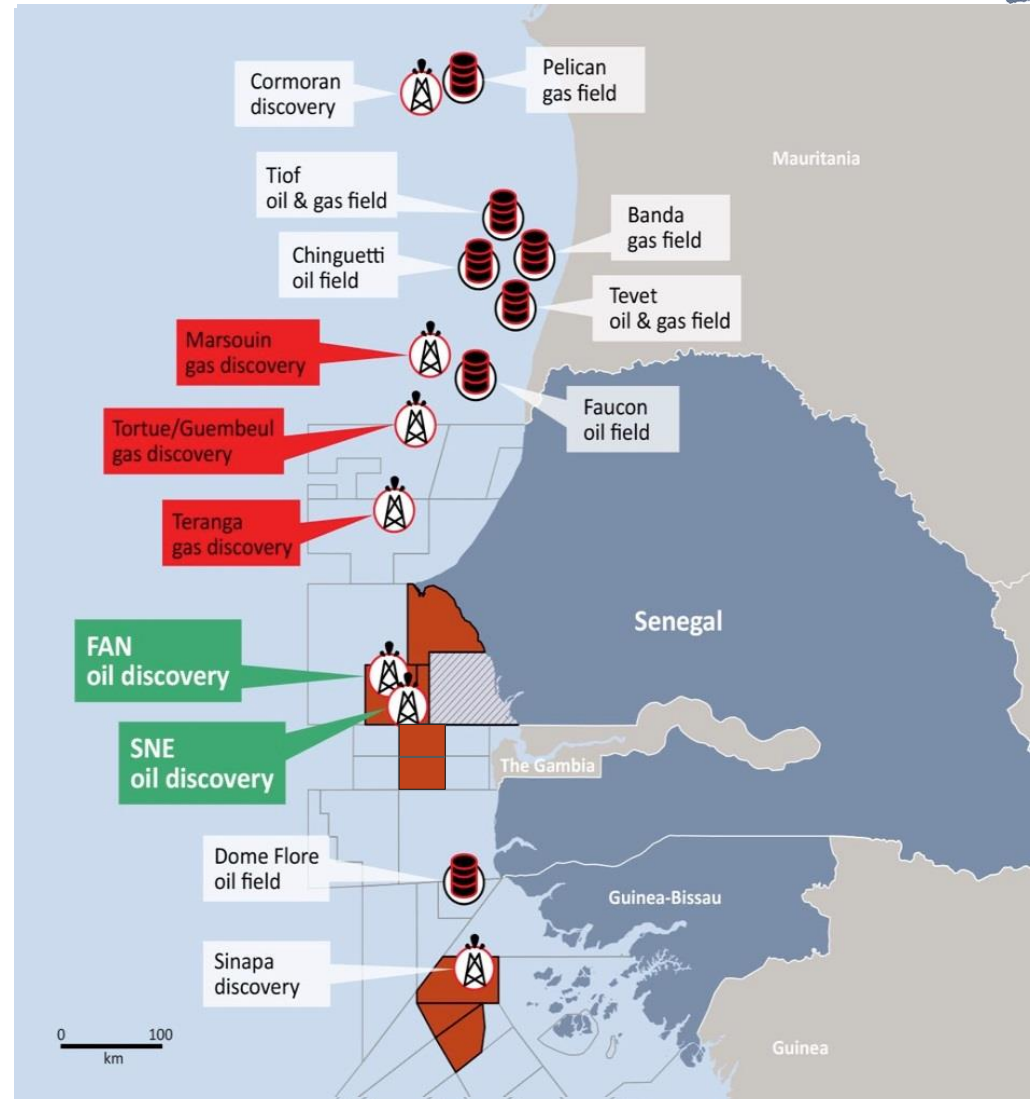 Cormoran
discovery
Pelican
gas field
Mauritania
Tiof
oil & gas field
Banda
gas field
Chinguetti
oil field
Tevet
oil & gas field
Marsouin
gas discovery
Faucon
oil field
Tortue/Guembeul
gas discovery
Teranga
gas discovery
Senegal
FAN
oil discovery
SNE
oil discovery
The Gambia
Dome Flore
oil field
Guinea-Bissau
Sinapa
discovery
0 100
km
Guinea